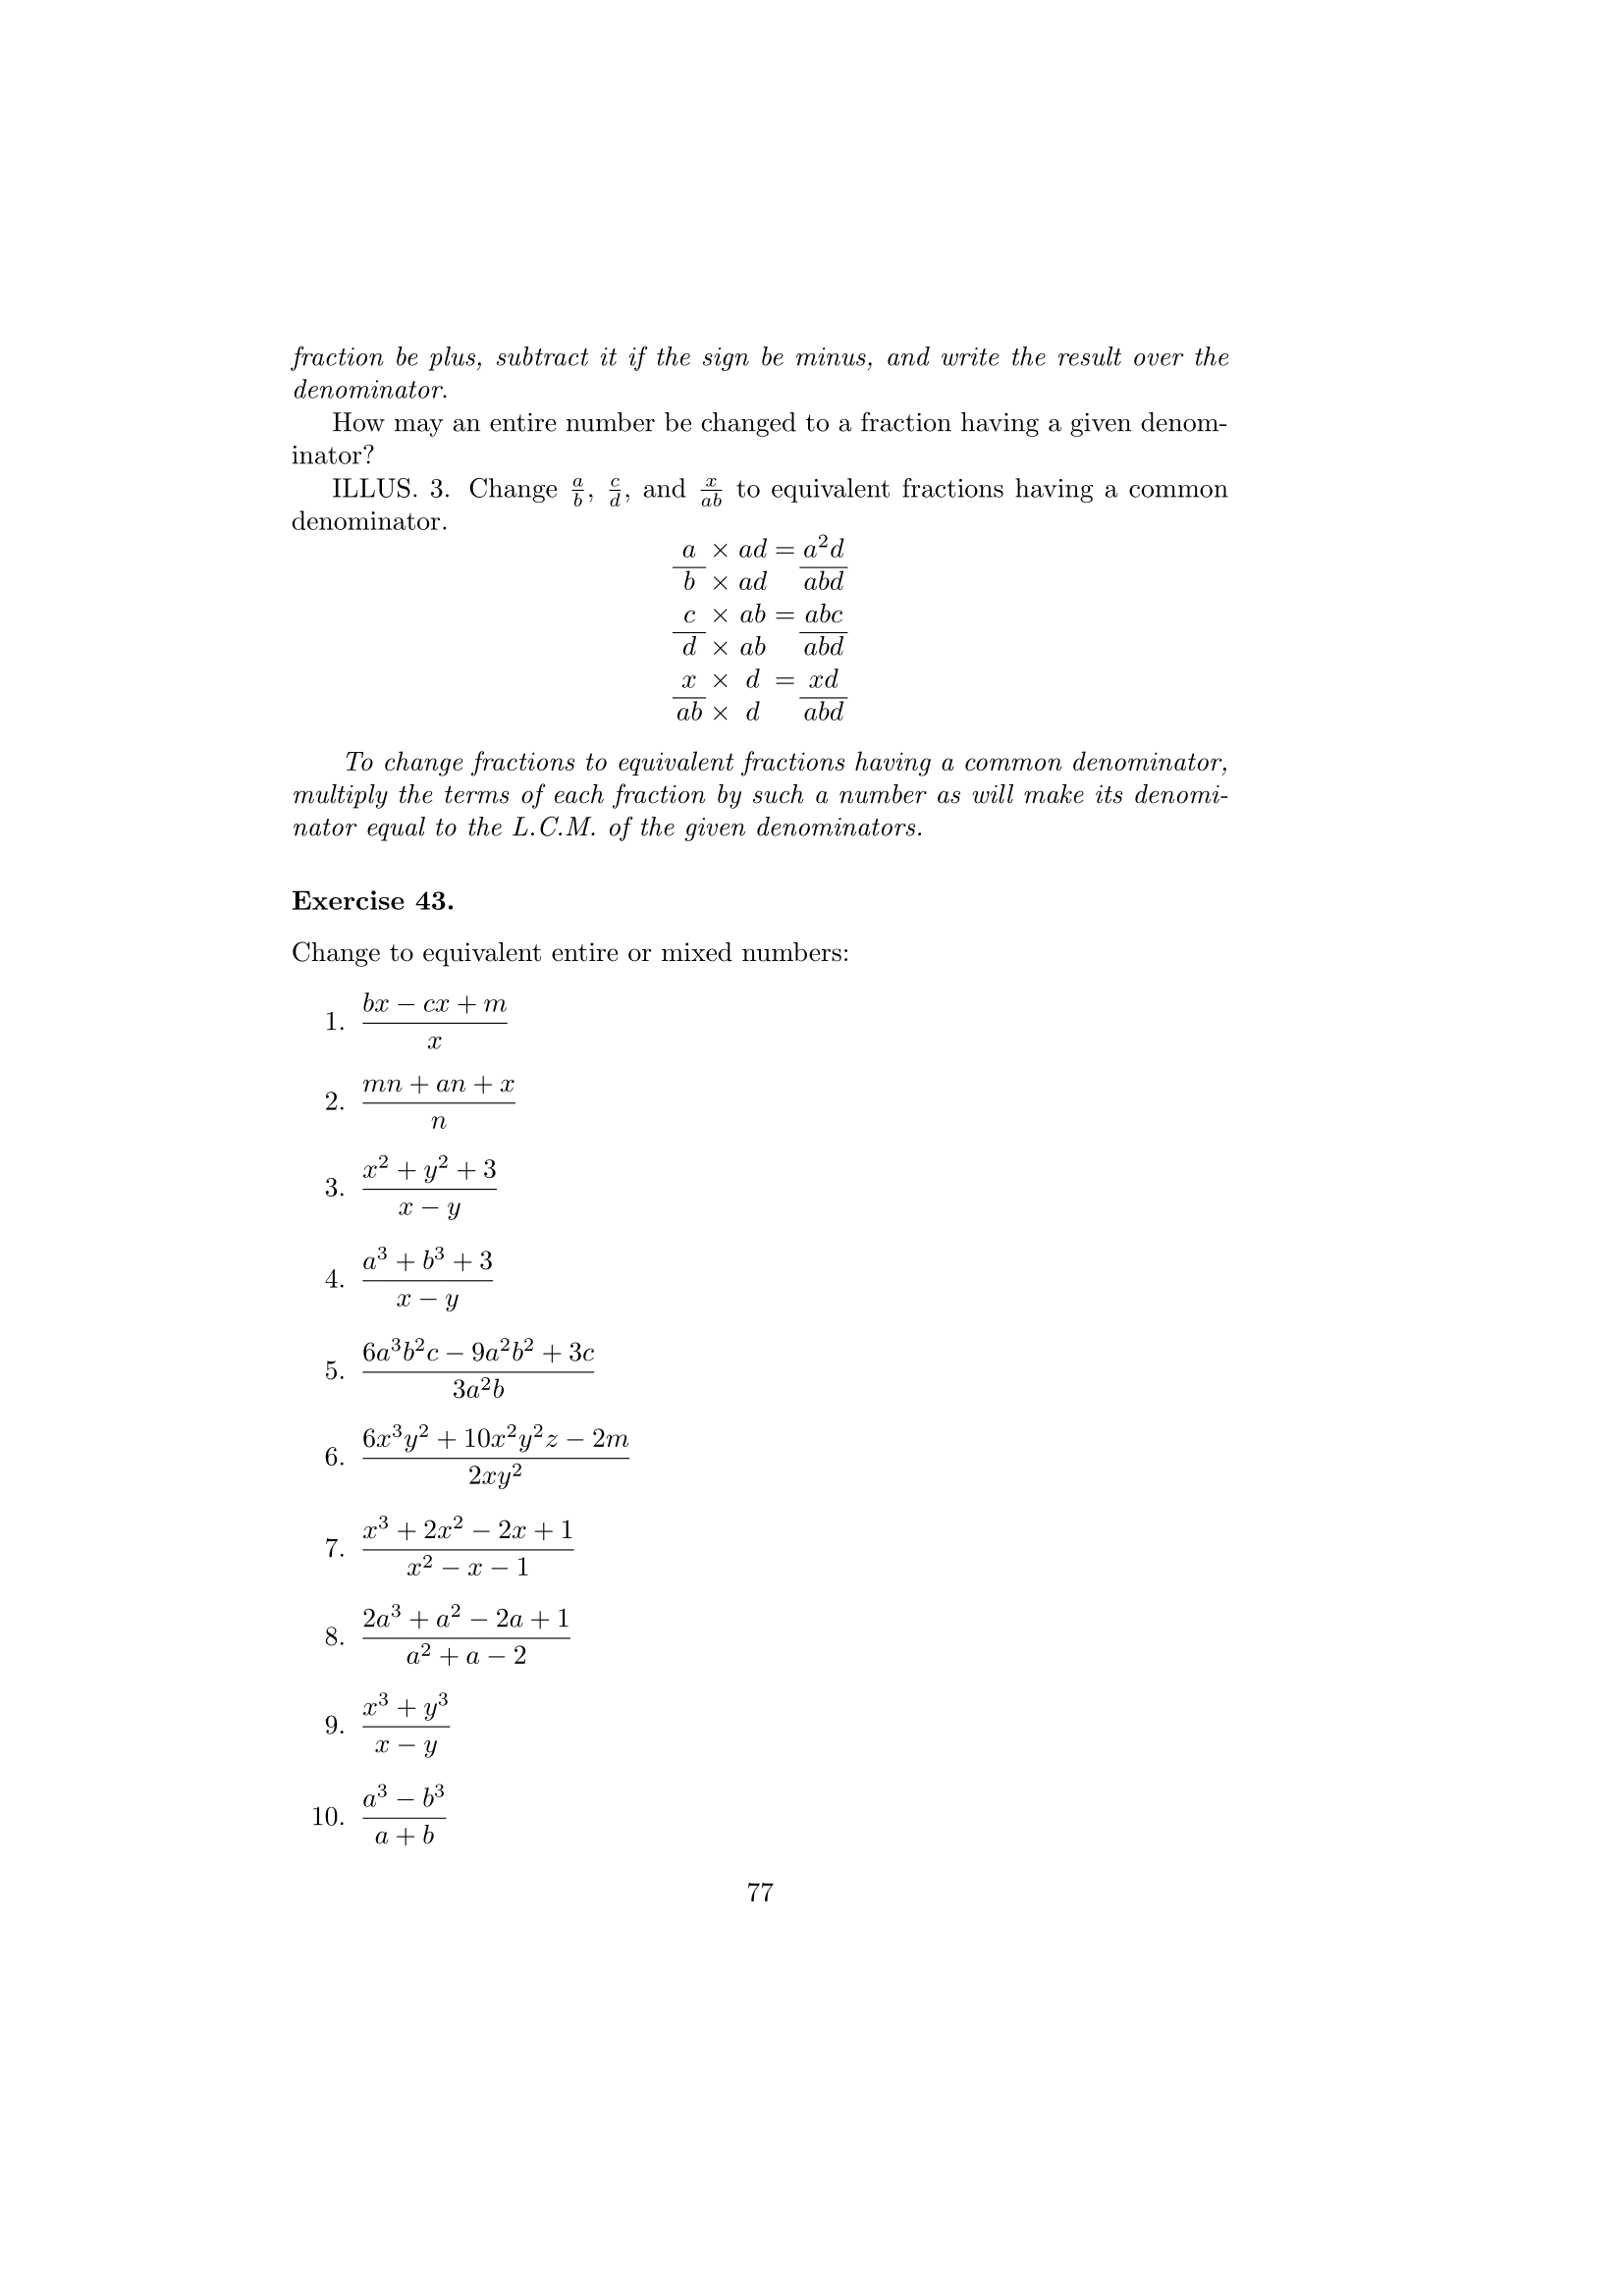 fraction be plus, subtract it if the sign be minus, and write the result over the
denominator.
How may an entire number be changed to a fraction having a given denom-
inator?
ILLUS. 3. Change $\frac{a}{b}$, $\frac{c}{d}$, and $\frac{x}{ab}$ to equivalent fractions having a common
denominator.
$\frac{a}{b} \frac{\times ad}{\times ad} = \frac{a^2d}{abd}$
$\frac{c}{d} \frac{\times ab}{\times ab} = \frac{abc}{abd}$
$\frac{x}{ab} \frac{\times d}{\times d} = \frac{xd}{abd}$
To change fractions to equivalent fractions having a common denominator,
multiply the terms of each fraction by such a number as will make its denomi-
nator equal to the L.C.M. of the given denominators.
Exercise 43.
Change to equivalent entire or mixed numbers:
1. $\frac{bx - cx + m}{x}$
2. $\frac{mn + an + x}{n}$
3. $\frac{x^2 + y^2 + 3}{x - y}$
4. $\frac{a^3 + b^3 + 3}{x - y}$
5. $\frac{6a^3b^2c - 9a^2b^2 + 3c}{3a^2b}$
6. $\frac{6x^3y^2 + 10x^2y^2z - 2m}{2xy^2}$
7. $\frac{x^3 + 2x^2 - 2x + 1}{x^2 - x - 1}$
8. $\frac{2a^3 + a^2 - 2a + 1}{a^2 + a - 2}$
9. $\frac{x^3 + y^3}{x - y}$
10. $\frac{a^3 - b^3}{a + b}$
77